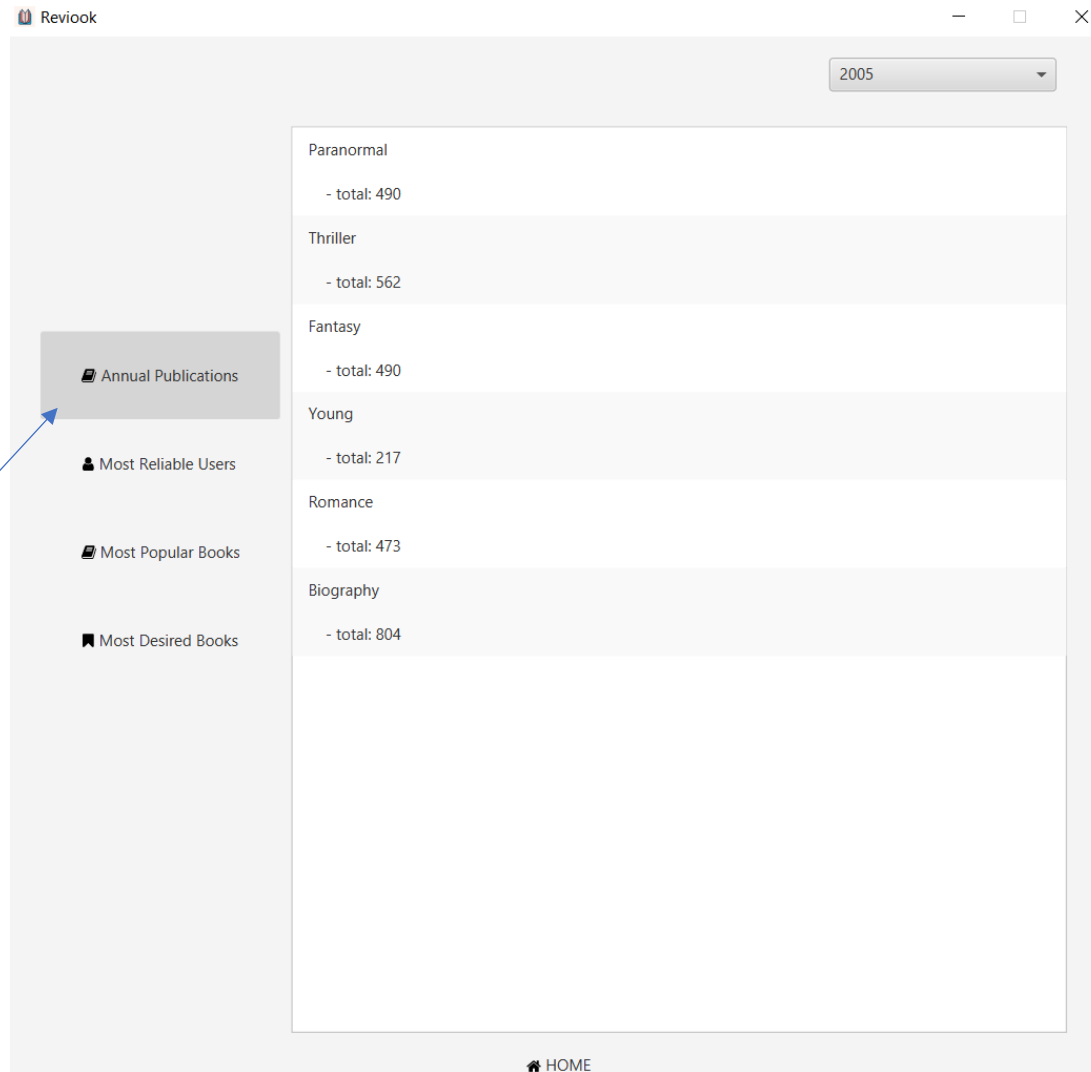 Reviook
2005
Paranormal
- total: 490
Thriller
- total: 562
Fantasy
- total: 490
Young
- total: 217
Romance
- total: 473
Biography
- total: 804
Annual Publications
Most Reliable Users
Most Popular Books
Most Desired Books
HOME